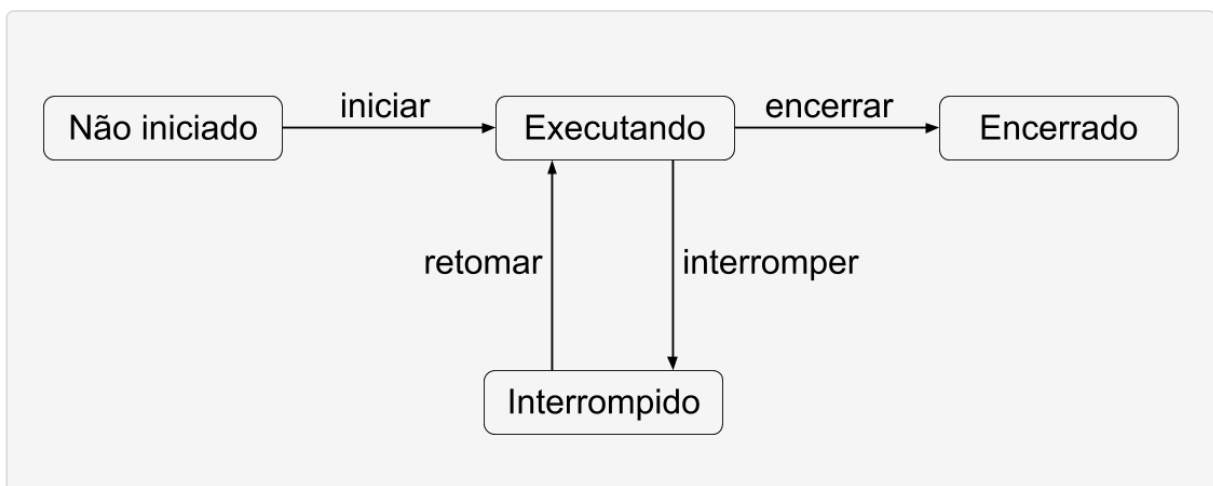 Não iniciado
iniciar
Executando
encerrar
Encerrado
retomar
interromper
Interrompido